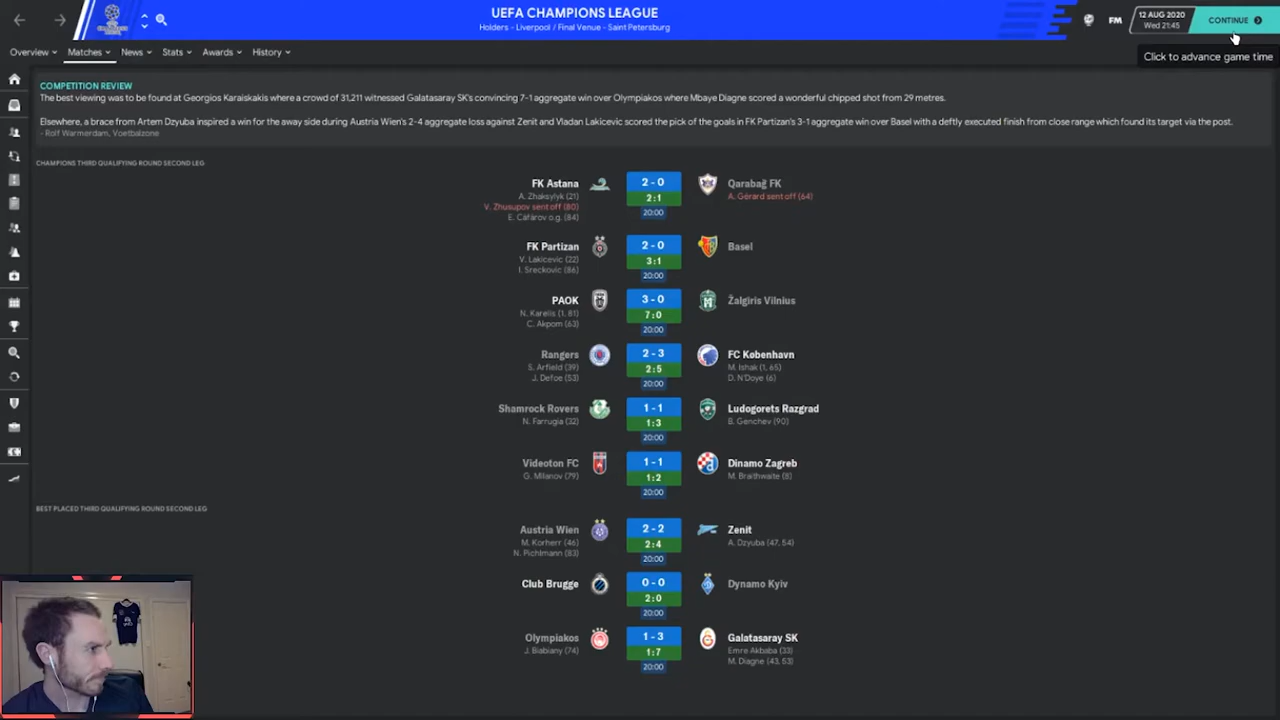 UEFA CHAMPIONS LEAGUE
Holders - Liverpool / Final Venue - Saint Petersburg
FM
12 AUG 2020
Wed 21:45
CONTINUE
Overview
Matches
News
Stats
Awards
History
Click to advance game time
COMPETITION REVIEW
The best viewing was to be found at Georgios Karaiskakis where a crowd of 31,211 witnessed Galatasaray SK's convincing 7-1 aggregate win over Olympiakos where Mbaye Diagne scored a wonderful chipped shot from 29 metres.
Elsewhere, a brace from Artem Dzyuba inspired a win for the away side during Austria Wien's 2-4 aggregate loss against Zenit and Vladan Lakicevic scored the pick of the goals in FK Partizan's 3-1 aggregate win over Basel with a deftly executed finish from close range which found its target via the post.
- Rolf Warmerdam, Voetbalzone
CHAMPIONS THIRD QUALIFYING ROUND SECOND LEG
FK Astana 2 - 0 Qarabağ FK
A. Zhaksylyk (21) 2:1 A. Gérard sent off (64)
V. Zhusupov sent off (80)
E. Cäfärov o.g. (84) 20:00
FK Partizan 2 - 0 Basel
V. Lakicevic (22) 3:1
I. Sreckovic (86) 20:00
PAOK 3 - 0 Žalgiris Vilnius
N. Karelis (1, 81) 7:0
C. Akpom (63) 20:00
Rangers 2 - 3 FC København
S. Arfield (39) 2:5 M. Ishak (1, 65)
J. Defoe (53) 20:00 D. N'Doye (6)
Shamrock Rovers 1 - 1 Ludogorets Razgrad
N. Farrugia (32) 1:3 B. Genchev (90)
20:00
Videoton FC 1 - 1 Dinamo Zagreb
G. Milanov (79) 1:2 M. Braithwaite (8)
20:00
BEST PLACED THIRD QUALIFYING ROUND SECOND LEG
Austria Wien 2 - 2 Zenit
M. Korherr (46) 2:4 A. Dzyuba (47, 54)
N. Pichlmann (83) 20:00
Club Brugge 0 - 0 Dynamo Kyiv
2:0
20:00
Olympiakos 1 - 3 Galatasaray SK
J. Biabiany (74) 1:7 Emre Akbaba (33)
20:00 M. Diagne (43, 53)